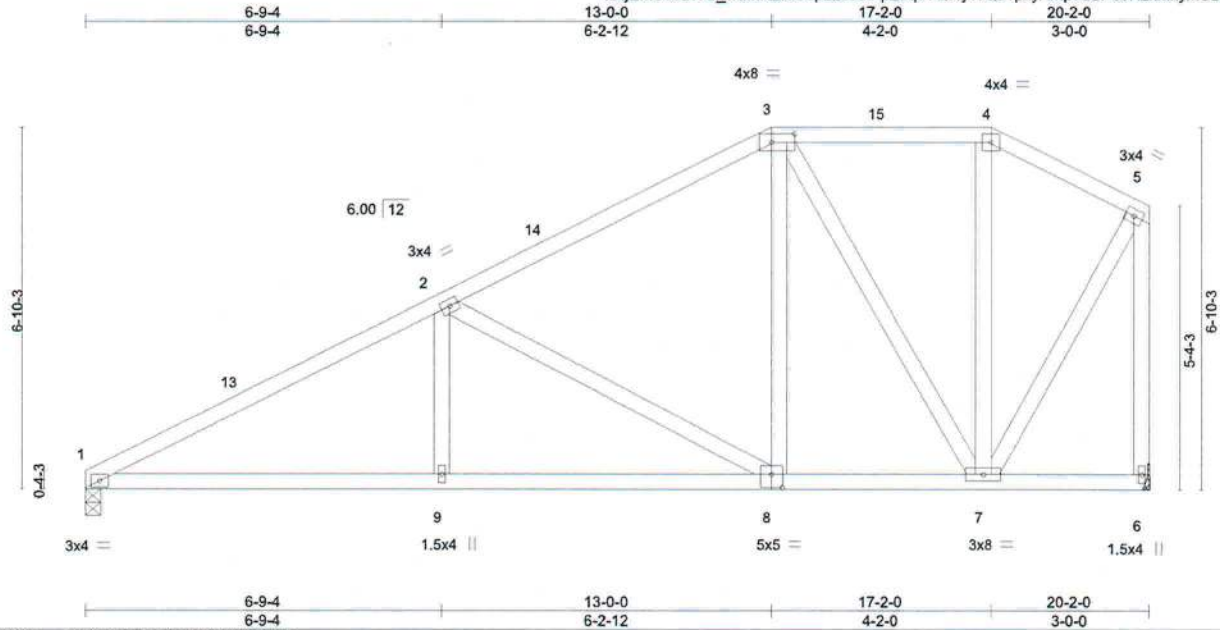 6-9-4 13-0-0 17-2-0 20-2-0
6-9-4 6-2-12 4-2-0 3-0-0
4x8 =
4x4 =
3 15 4
3x4
5
6.00 12
14
3x4
2
6-10-3
5-4-3
6-10-3
13
1
0-4-3
9 8 7 6
3x4 = 1.5x4 || 5x5 = 3x8 = 1.5x4 ||
6-9-4 13-0-0 17-2-0 20-2-0
6-9-4 6-2-12 4-2-0 3-0-0